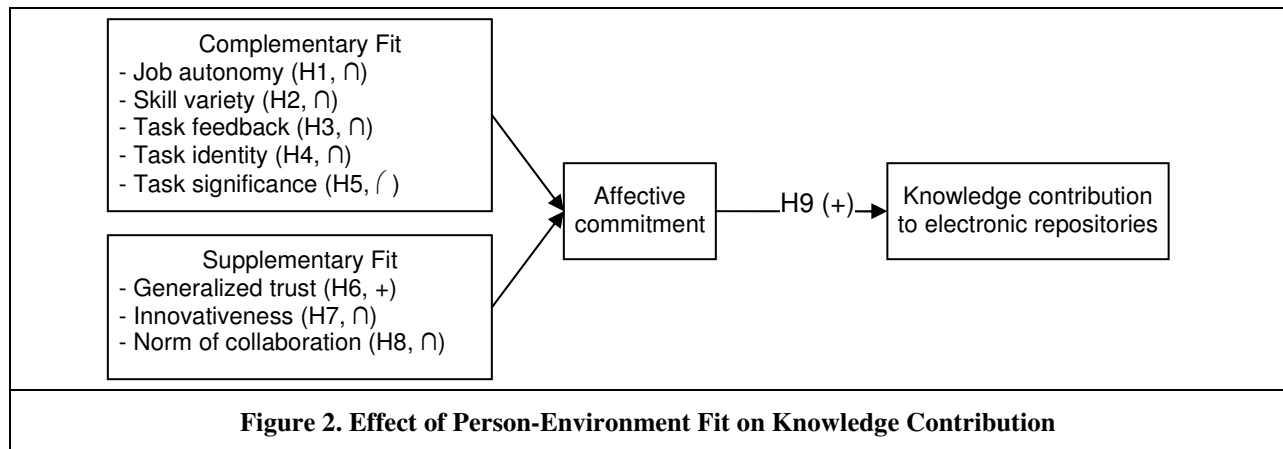 Complementary Fit
- Job autonomy (H1, ∩)
- Skill variety (H2, ∩)
- Task feedback (H3, ∩)
- Task identity (H4, ∩)
- Task significance (H5, ⌠)
Supplementary Fit
- Generalized trust (H6, +)
- Innovativeness (H7, ∩)
- Norm of collaboration (H8, ∩)
Affective
commitment
H9 (+)
Knowledge contribution
to electronic repositories
Figure 2. Effect of Person-Environment Fit on Knowledge Contribution